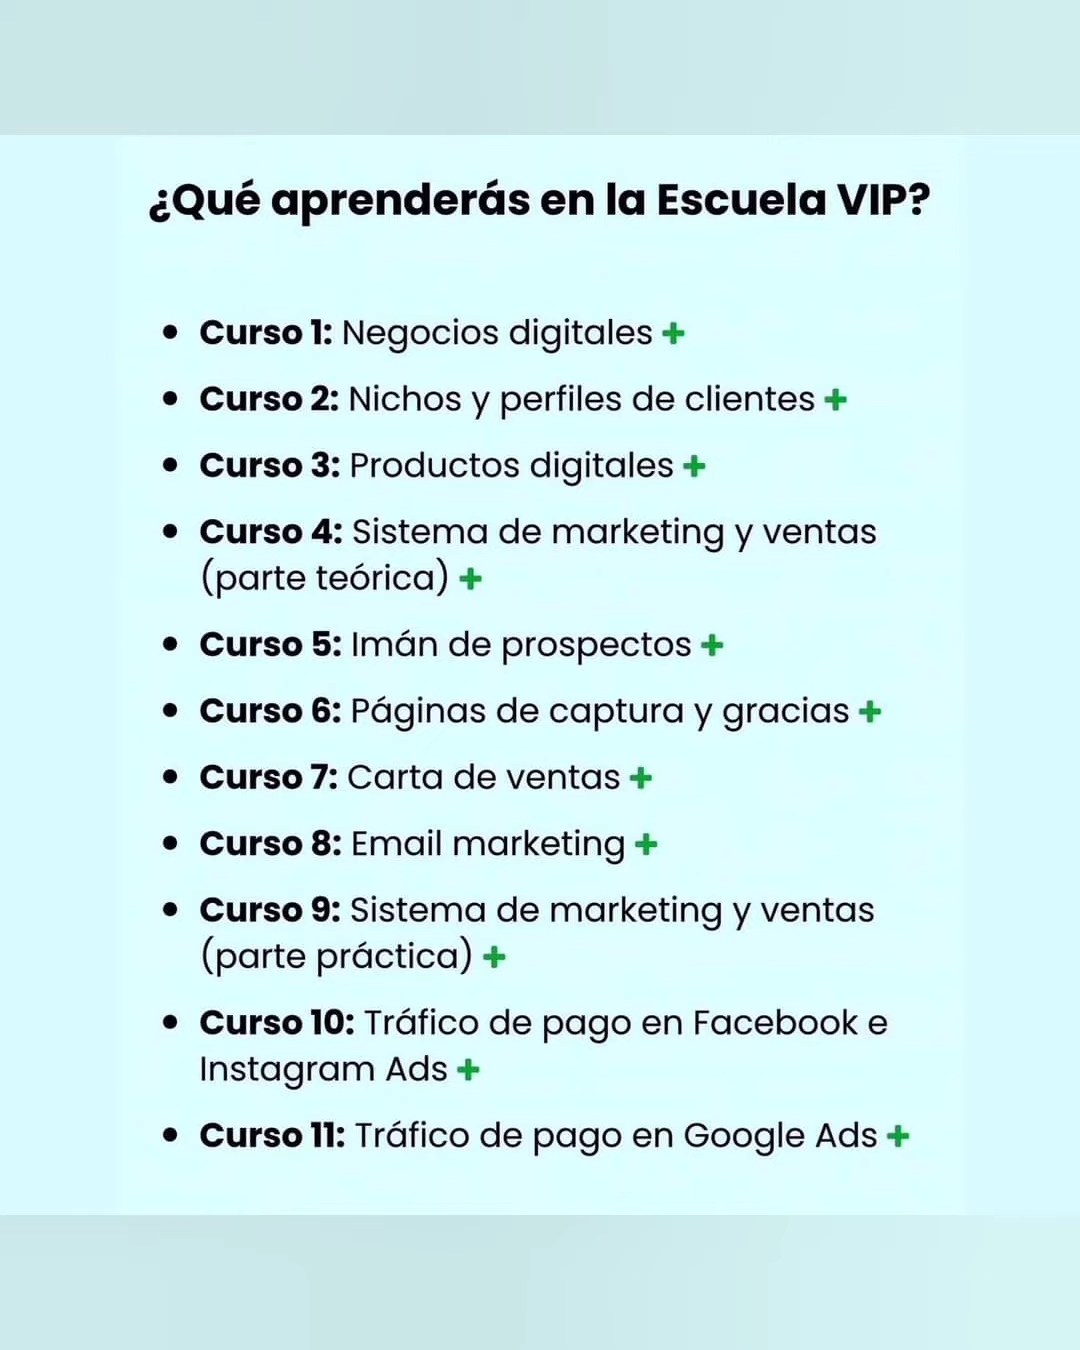 ¿Qué aprenderás en la Escuela VIP?
• Curso 1: Negocios digitales +
• Curso 2: Nichos y perfiles de clientes +
• Curso 3: Productos digitales +
• Curso 4: Sistema de marketing y ventas
(parte teórica) +
• Curso 5: Imán de prospectos +
• Curso 6: Páginas de captura y gracias +
• Curso 7: Carta de ventas +
• Curso 8: Email marketing +
• Curso 9: Sistema de marketing y ventas
(parte práctica) +
• Curso 10: Tráfico de pago en Facebook e
Instagram Ads +
• Curso 11: Tráfico de pago en Google Ads +